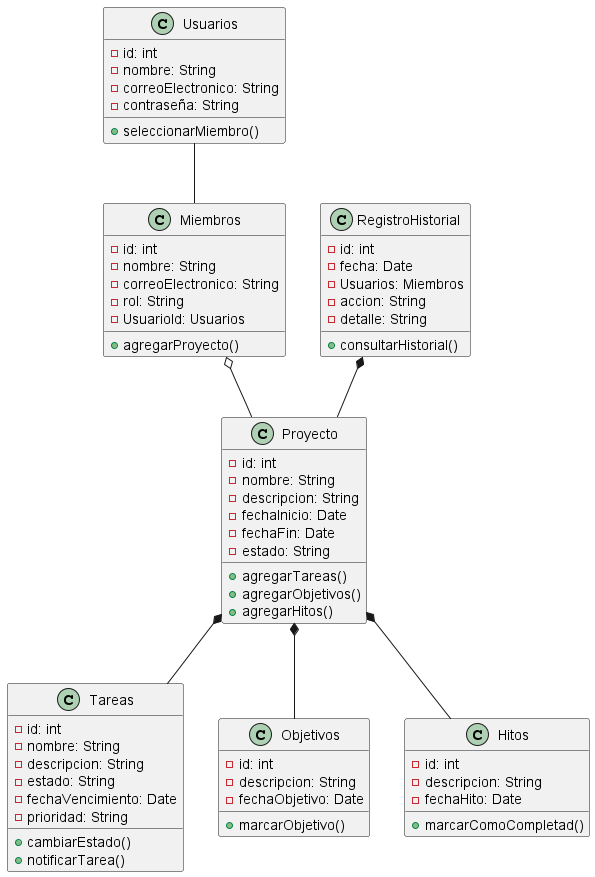 C Usuarios
id: int
nombre: String
correoElectronico: String
contraseña: String
seleccionarMiembro()
C Miembros
id: int
nombre: String
correoElectronico: String
rol: String
UsuarioId: Usuarios
agregarProyecto()
C RegistroHistorial
id: int
fecha: Date
Usuarios: Miembros
accion: String
detalle: String
consultarHistorial()
C Proyecto
id: int
nombre: String
descripcion: String
fechaInicio: Date
fechaFin: Date
estado: String
agregarTareas()
agregarObjetivos()
agregarHitos()
C Tareas
id: int
nombre: String
descripcion: String
estado: String
fechaVencimiento: Date
prioridad: String
cambiarEstado()
notificarTarea()
C Objetivos
id: int
descripcion: String
fechaObjetivo: Date
marcarObjetivo()
C Hitos
id: int
descripcion: String
fechaHito: Date
marcarComoCompletad()